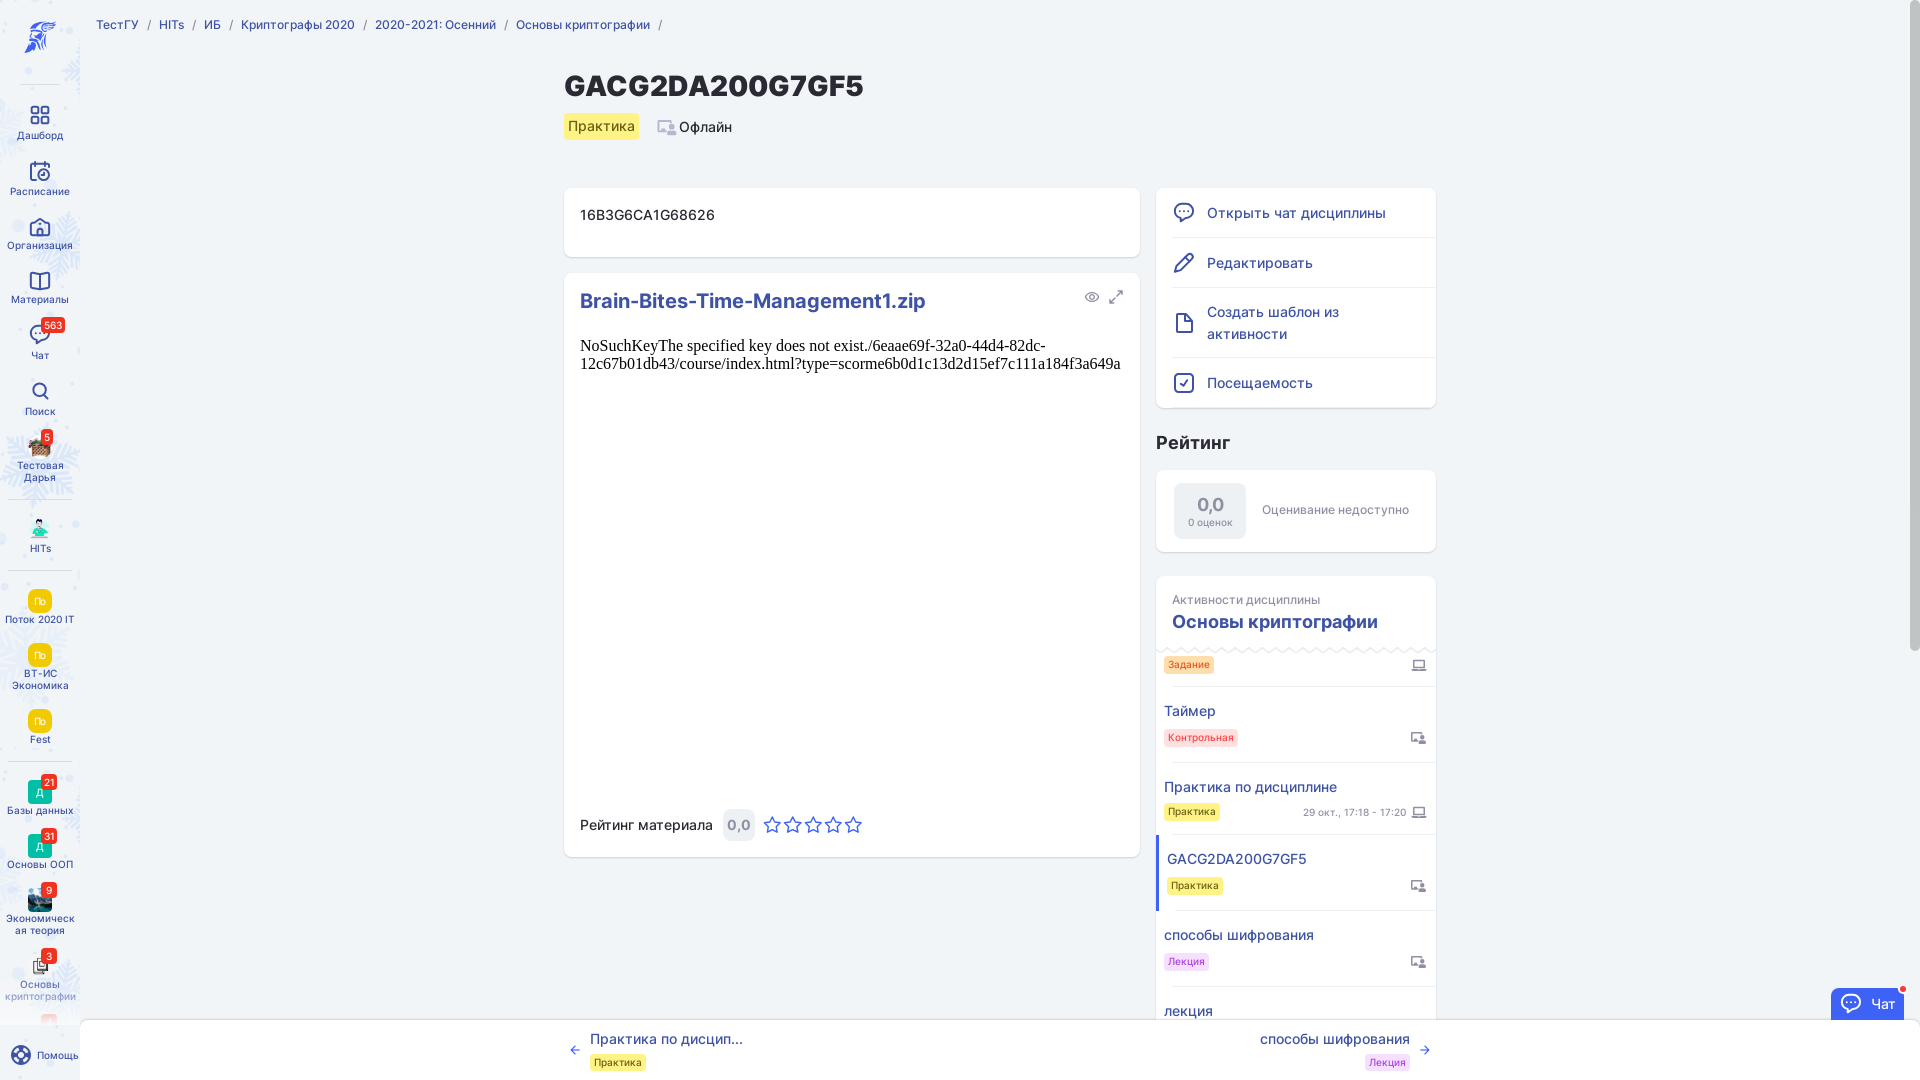 ТестГУ / HITs / ИБ / Криптографы 2020 / 2020-2021: Осенний / Основы криптографии /
GACG2DA200G7GF5
Практика
Офлайн
Дашборд
Расписание
Организация
Материалы
563
Чат
Поиск
5
Тестовая
Дарья
HITs
По
Поток 2020 IT
По
ВТ-ИС
Экономика
По
Fest
Д
21
Базы данных
Д
31
Основы ООП
9
Экономическ
ая теория
3
Основы
криптографии
Помощь
16B3G6CA1G68626
Brain-Bites-Time-Management1.zip
NoSuchKeyThe specified key does not exist./6eaae69f-32a0-44d4-82dc-
12c67b01db43/course/index.html?type=scorme6b0d1c13d2d15ef7c111a184f3a649a
Рейтинг материала 0,0
Открыть чат дисциплины
Редактировать
Создать шаблон из
активности
Посещаемость
Рейтинг
0,0
0 оценок
Оценивание недоступно
Активности дисциплины
Основы криптографии
Задание
Таймер
Контрольная
Практика по дисциплине
Практика 29 окт., 17:18 - 17:20
GACG2DA200G7GF5
Практика
способы шифрования
Лекция
лекция
Чат
Практика по дисцип...
Практика
способы шифрования
Лекция